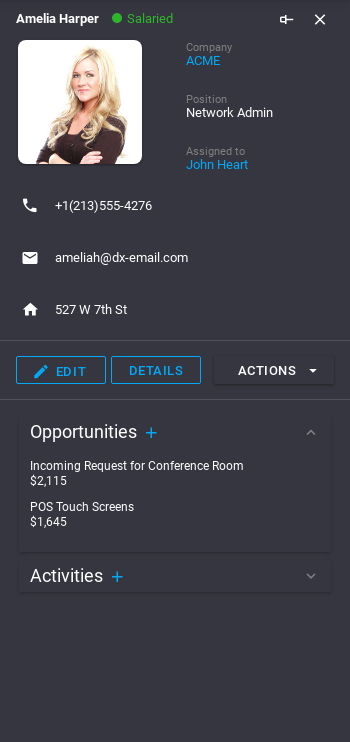 Amelia Harper Salaried
Company
ACME
Position
Network Admin
Assigned to
John Heart
+1(213)555-4276
ameliah@dx-email.com
527 W 7th St
EDIT DETAILS ACTIONS
Opportunities
Incoming Request for Conference Room
$2,115
POS Touch Screens
$1,645
Activities